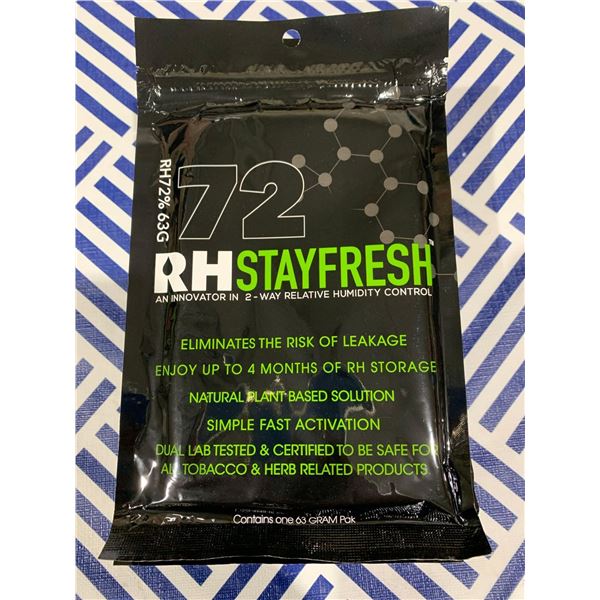 RH72% 63G
72
RHSTAYFRESH
AN INNOVATOR IN 2-WAY RELATIVE HUMIDITY CONTROL
ELIMINATES THE RISK OF LEAKAGE
ENJOY UP TO 4 MONTHS OF RH STORAGE
NATURAL PLANT BASED SOLUTION
SIMPLE FAST ACTIVATION
DUAL LAB TESTED & CERTIFIED TO BE SAFE FOR
ALL TOBACCO & HERB RELATED PRODUCTS
Contains one 63 GRAM Pak